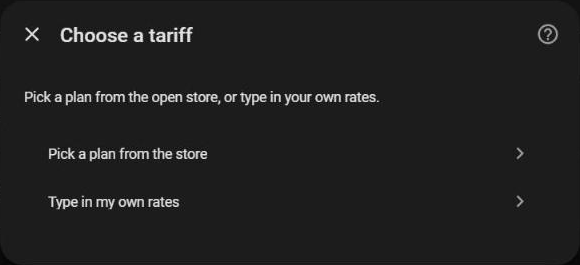 Choose a tariff
Pick a plan from the open store, or type in your own rates.
Pick a plan from the store
Type in my own rates